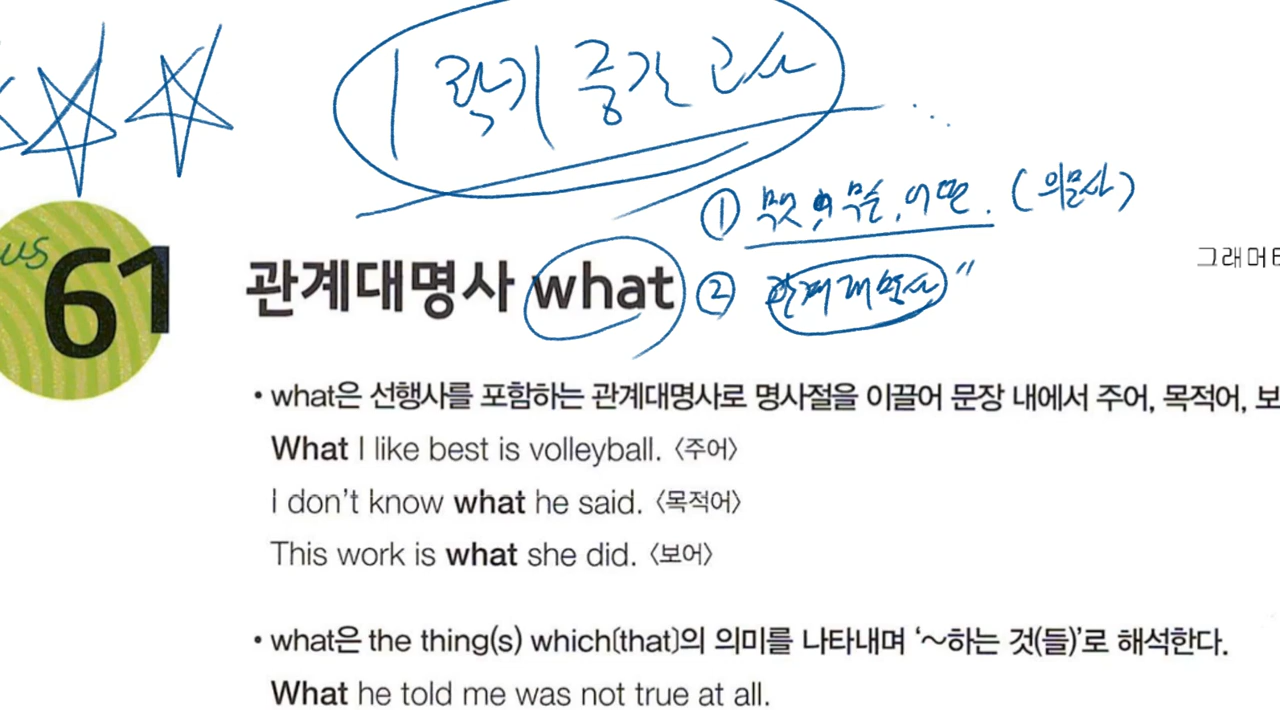 1 학기 중간 고사
① 무엇, 무슨, 어떤. (의문사)
us
61
관계대명사 what
② 관계대명사
그래머
• what은 선행사를 포함하는 관계대명사로 명사절을 이끌어 문장 내에서 주어, 목적어, 보
What I like best is volleyball. 〈주어〉
I don't know what he said. 〈목적어〉
This work is what she did. 〈보어〉
• what은 the thing(s) which(that)의 의미를 나타내며 '~하는 것(들)'로 해석한다.
What he told me was not true at all.